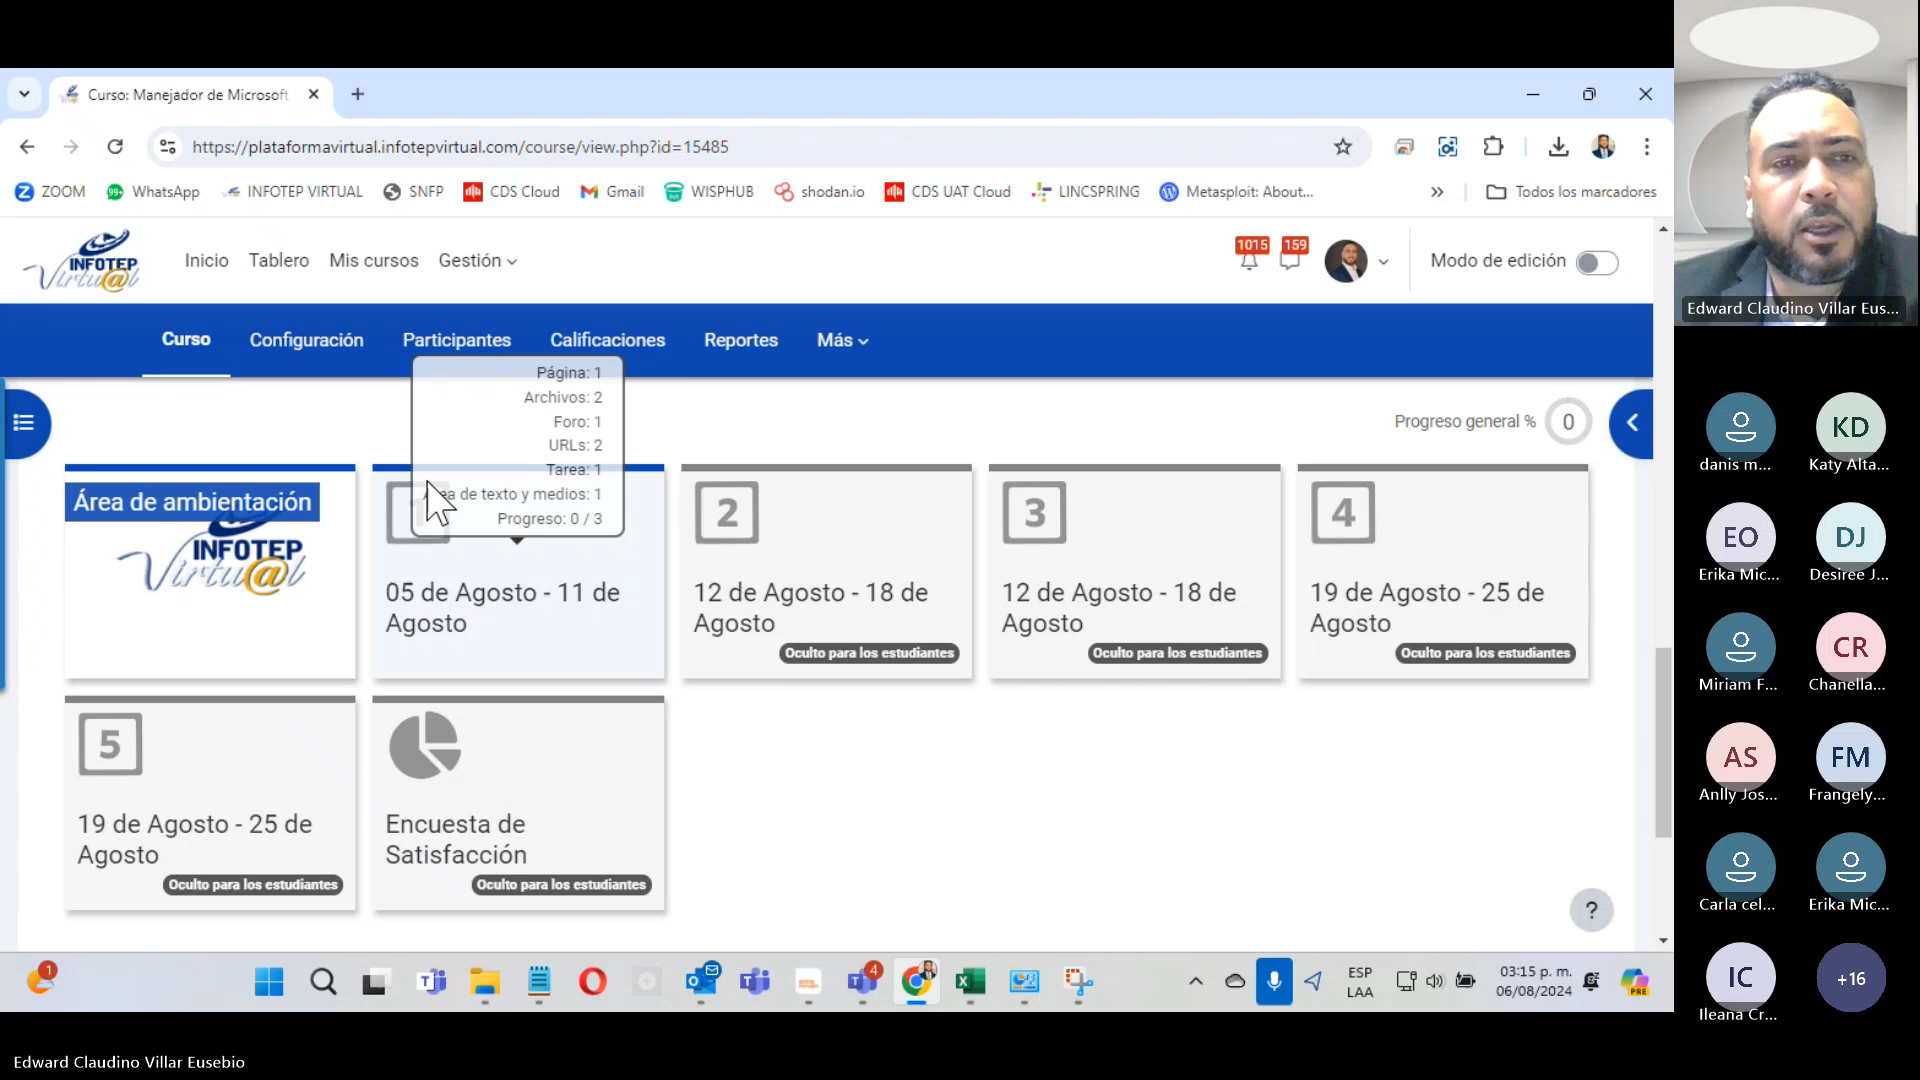 Curso: Manejador de Microsoft
https://plataformavirtual.infotepvirtual.com/course/view.php?id=15485
ZOOM
WhatsApp
INFOTEP VIRTUAL
SNFP
CDS Cloud
Gmail
WISPHUB
shodan.io
CDS UAT Cloud
LINCSPRING
Metasploit: About...
»
Todos los marcadores
INFOTEP
Virtu@l
Inicio
Tablero
Mis cursos
Gestión
1015
159
Modo de edición
Edward Claudino Villar Eus...
Curso
Configuración
Participantes
Calificaciones
Reportes
Más
Página: 1
Archivos: 2
Foro: 1
URLs: 2
Tarea: 1
de texto y medios: 1
Progreso: 0 / 3
Progreso general %
0
Área de ambientación
INFOTEP
Virtu@l
05 de Agosto - 11 de
Agosto
2
12 de Agosto - 18 de
Agosto
Oculto para los estudiantes
3
12 de Agosto - 18 de
Agosto
Oculto para los estudiantes
4
19 de Agosto - 25 de
Agosto
Oculto para los estudiantes
5
19 de Agosto - 25 de
Agosto
Oculto para los estudiantes
Encuesta de
Satisfacción
Oculto para los estudiantes
?
KD
danis m...
Katy Alta...
EO
DJ
Erika Mic...
Desiree J...
CR
Miriam F...
Chanella...
AS
FM
Anlly Jos...
Frangely...
Carla cel...
Erika Mic...
IC
+16
Ileana Cr...
1
4
ESP
LAA
03:15 p. m.
06/08/2024
PRE
Edward Claudino Villar Eusebio